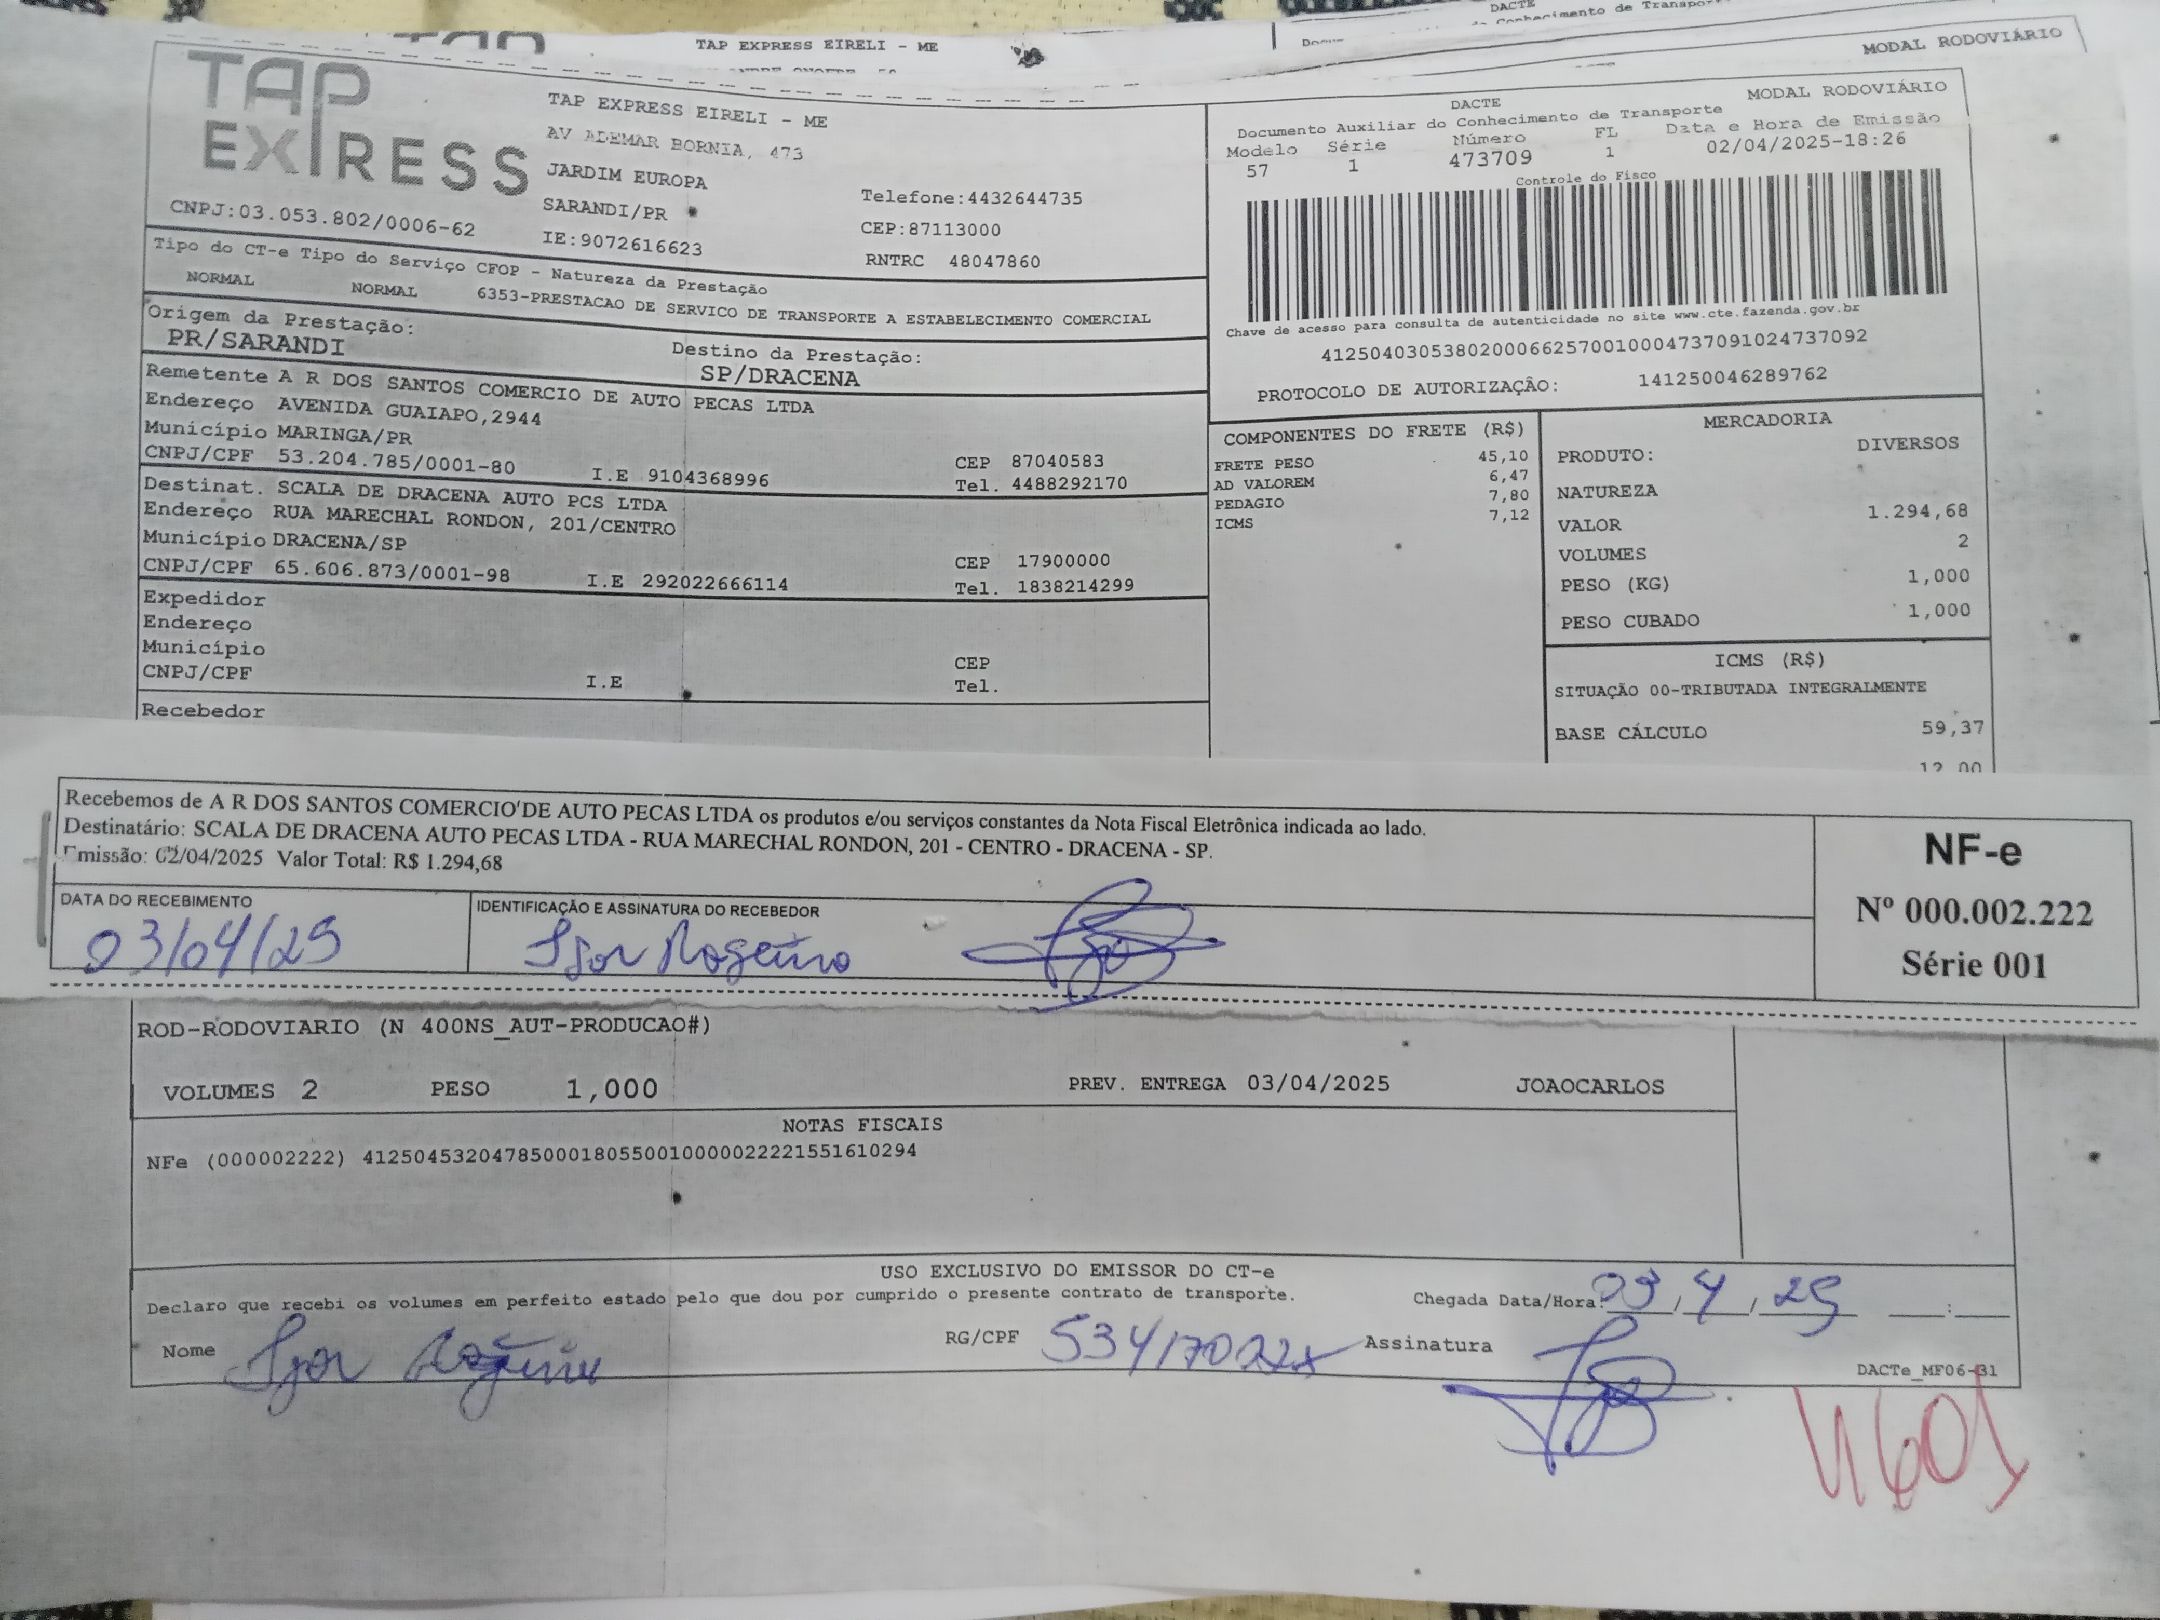 DACTE
TAP EXPRESS EIRELI - ME
MODAL RODOVIÁRIO
TAP EXPRESS
CNPJ:03.053.802/0006-62
TAP EXPRESS EIRELI - ME
AV ADEMAR BORNIA, 473
JARDIM EUROPA
SARANDI/PR
IE:9072616623
Telefone:4432644735
CEP:87113000
RNTRC 48047860
DACTE
MODAL RODOVIÁRIO
Documento Auxiliar do Conhecimento de Transporte
Modelo Série Número FL Data e Hora de Emissão
57 1 473709 1 02/04/2025-18:26
Controle do Fisco
Chave de acesso para consulta de autenticidade no site www.cte.fazenda.gov.br
41250403053802000662570010004737091024737092
PROTOCOLO DE AUTORIZAÇÃO: 141250046289762
Tipo do CT-e Tipo do Serviço CFOP - Natureza da Prestação
NORMAL NORMAL 6353-PRESTACAO DE SERVICO DE TRANSPORTE A ESTABELECIMENTO COMERCIAL
Origem da Prestação: Destino da Prestação:
PR/SARANDI SP/DRACENA
Remetente A R DOS SANTOS COMERCIO DE AUTO PECAS LTDA
Endereço AVENIDA GUAIAPO,2944
Município MARINGA/PR CEP 87040583
CNPJ/CPF 53.204.785/0001-80 I.E 9104368996 Tel. 4488292170
Destinat. SCALA DE DRACENA AUTO PCS LTDA
Endereço RUA MARECHAL RONDON, 201/CENTRO
Município DRACENA/SP CEP 17900000
CNPJ/CPF 65.606.873/0001-98 I.E 292022666114 Tel. 1838214299
Expedidor
Endereço
Município CEP
CNPJ/CPF I.E Tel.
Recebedor
COMPONENTES DO FRETE (R$)
FRETE PESO 45,10
AD VALOREM 6,47
PEDAGIO 7,80
ICMS 7,12
MERCADORIA
PRODUTO: DIVERSOS
NATUREZA
VALOR 1.294,68
VOLUMES 2
PESO (KG) 1,000
PESO CUBADO 1,000
ICMS (R$)
SITUAÇÃO 00-TRIBUTADA INTEGRALMENTE
BASE CÁLCULO 59,37
12,00
Recebemos de A R DOS SANTOS COMERCIO DE AUTO PECAS LTDA os produtos e/ou serviços constantes da Nota Fiscal Eletrônica indicada ao lado.
Destinatário: SCALA DE DRACENA AUTO PECAS LTDA - RUA MARECHAL RONDON, 201 - CENTRO - DRACENA - SP.
Emissão: 02/04/2025 Valor Total: R$ 1.294,68
DATA DO RECEBIMENTO IDENTIFICAÇÃO E ASSINATURA DO RECEBEDOR
03/04/25 Igor Rogério
NF-e
Nº 000.002.222
Série 001
ROD-RODOVIARIO (N 400NS_AUT-PRODUCAO#)
VOLUMES 2 PESO 1,000 PREV. ENTREGA 03/04/2025 JOAOCARLOS
NOTAS FISCAIS
NFe (000002222) 41250453204785000180550010000022221551610294
USO EXCLUSIVO DO EMISSOR DO CT-e
Declaro que recebi os volumes em perfeito estado pelo que dou por cumprido o presente contrato de transporte. Chegada Data/Hora: 03/4/25 :
Nome Igor RG/CPF 53417022x Assinatura
DACTe_MF06-31